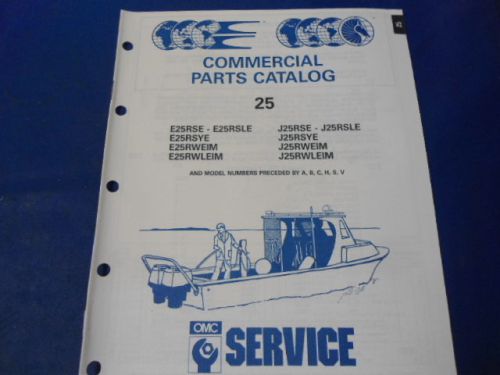 25
COMMERCIAL
PARTS CATALOG
25
E25RSE - E25RSLE J25RSE - J25RSLE
E25RSYE J25RSYE
E25RWEIM J25RWEIM
E25RWLEIM J25RWLEIM
AND MODEL NUMBERS PRECEDED BY A, B, C, H, S, V
OMC
SERVICE